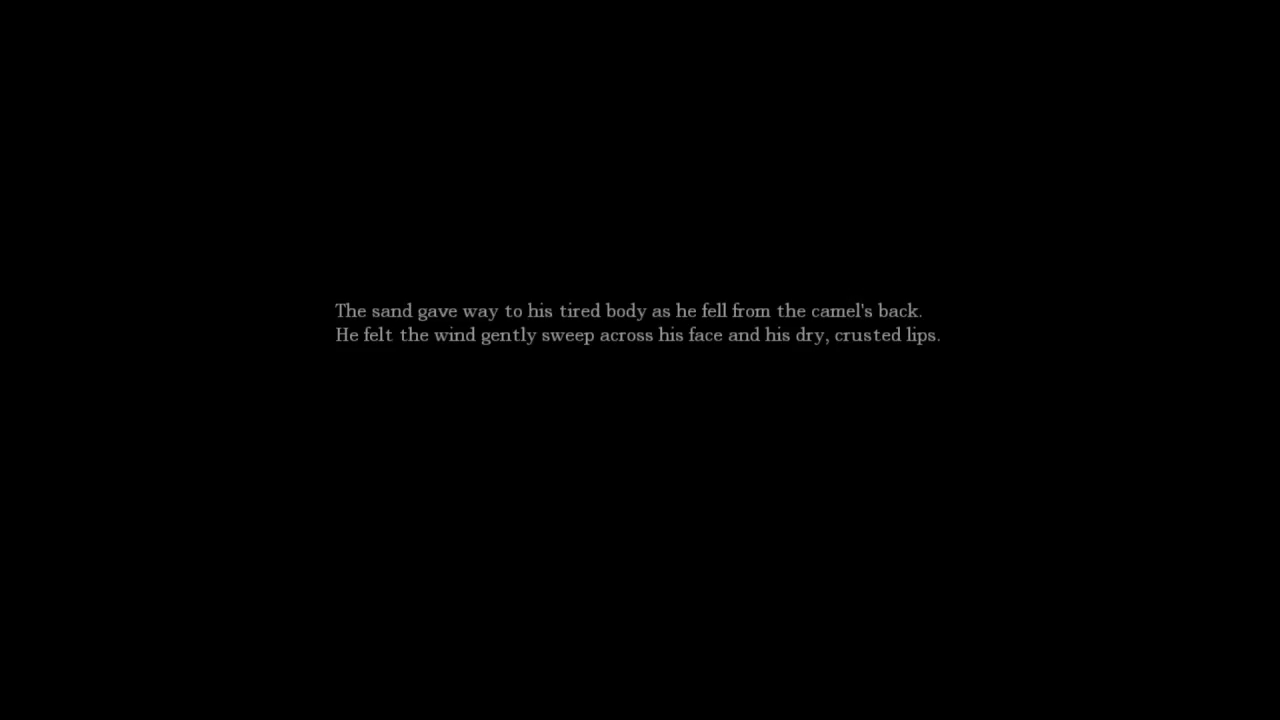 The sand gave way to his tired body as he fell from the camel's back.
He felt the wind gently sweep across his face and his dry, crusted lips.